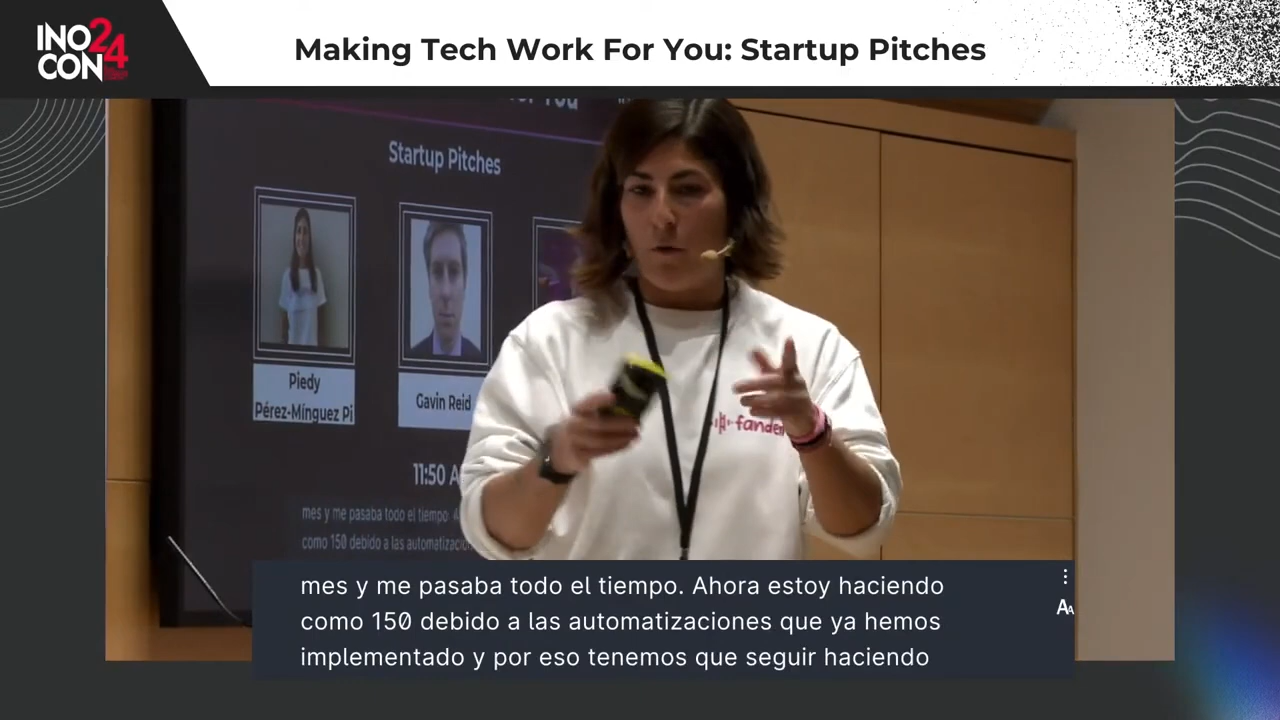 INO24
CON
Making Tech Work For You: Startup Pitches
You
Startup Pitches
Piedy
Pérez-Mínguez Pi
Gavin Reid
11:50 A
mes y me pasaba todo el tiempo.
como 150 debido a las
fande
mes y me pasaba todo el tiempo. Ahora estoy haciendo
como 150 debido a las automatizaciones que ya hemos
implementado y por eso tenemos que seguir haciendo